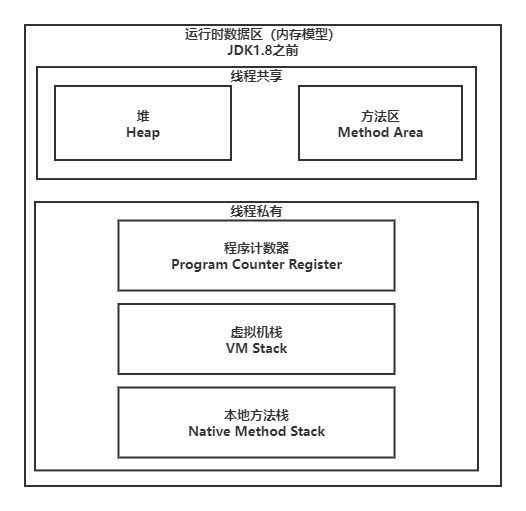 运行时数据区（内存模型）
JDK1.8之前
线程共享
堆
Heap
方法区
Method Area
线程私有
程序计数器
Program Counter Register
虚拟机栈
VM Stack
本地方法栈
Native Method Stack